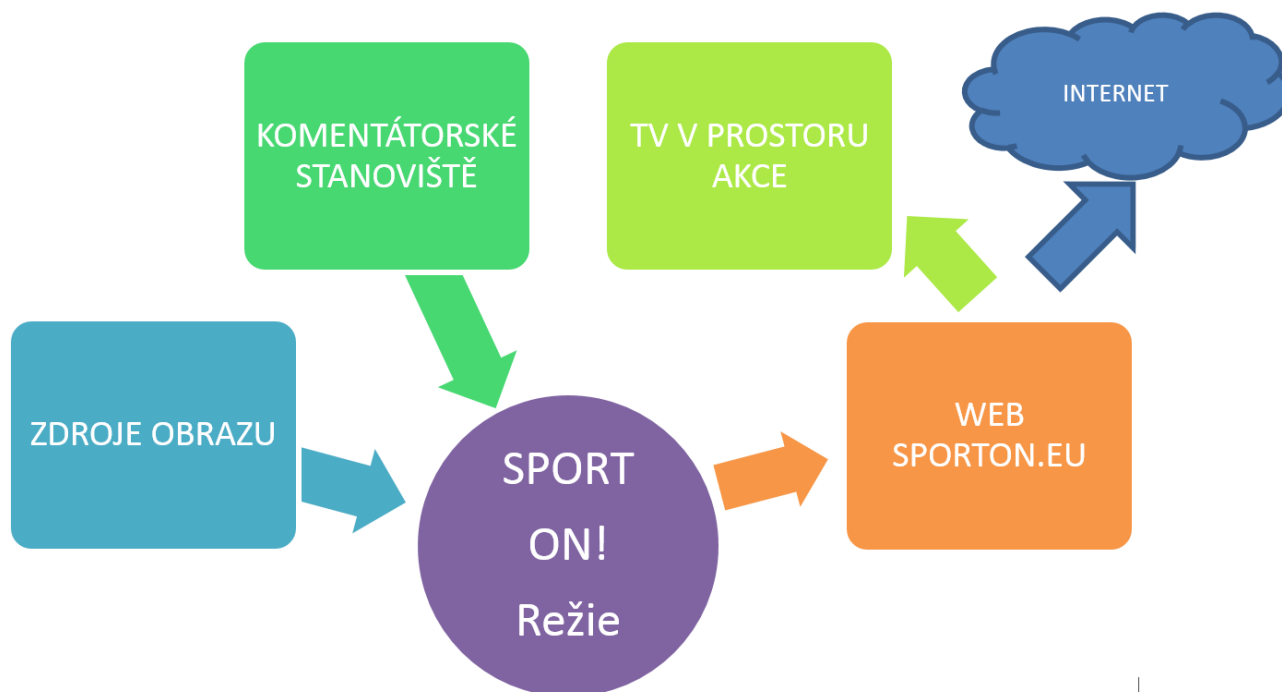 KOMENTÁTORSKÉ
STANOVIŠTĚ
TV V PROSTORU
AKCE
INTERNET
ZDROJE OBRAZU
SPORT
ON!
Režie
WEB
SPORTON.EU